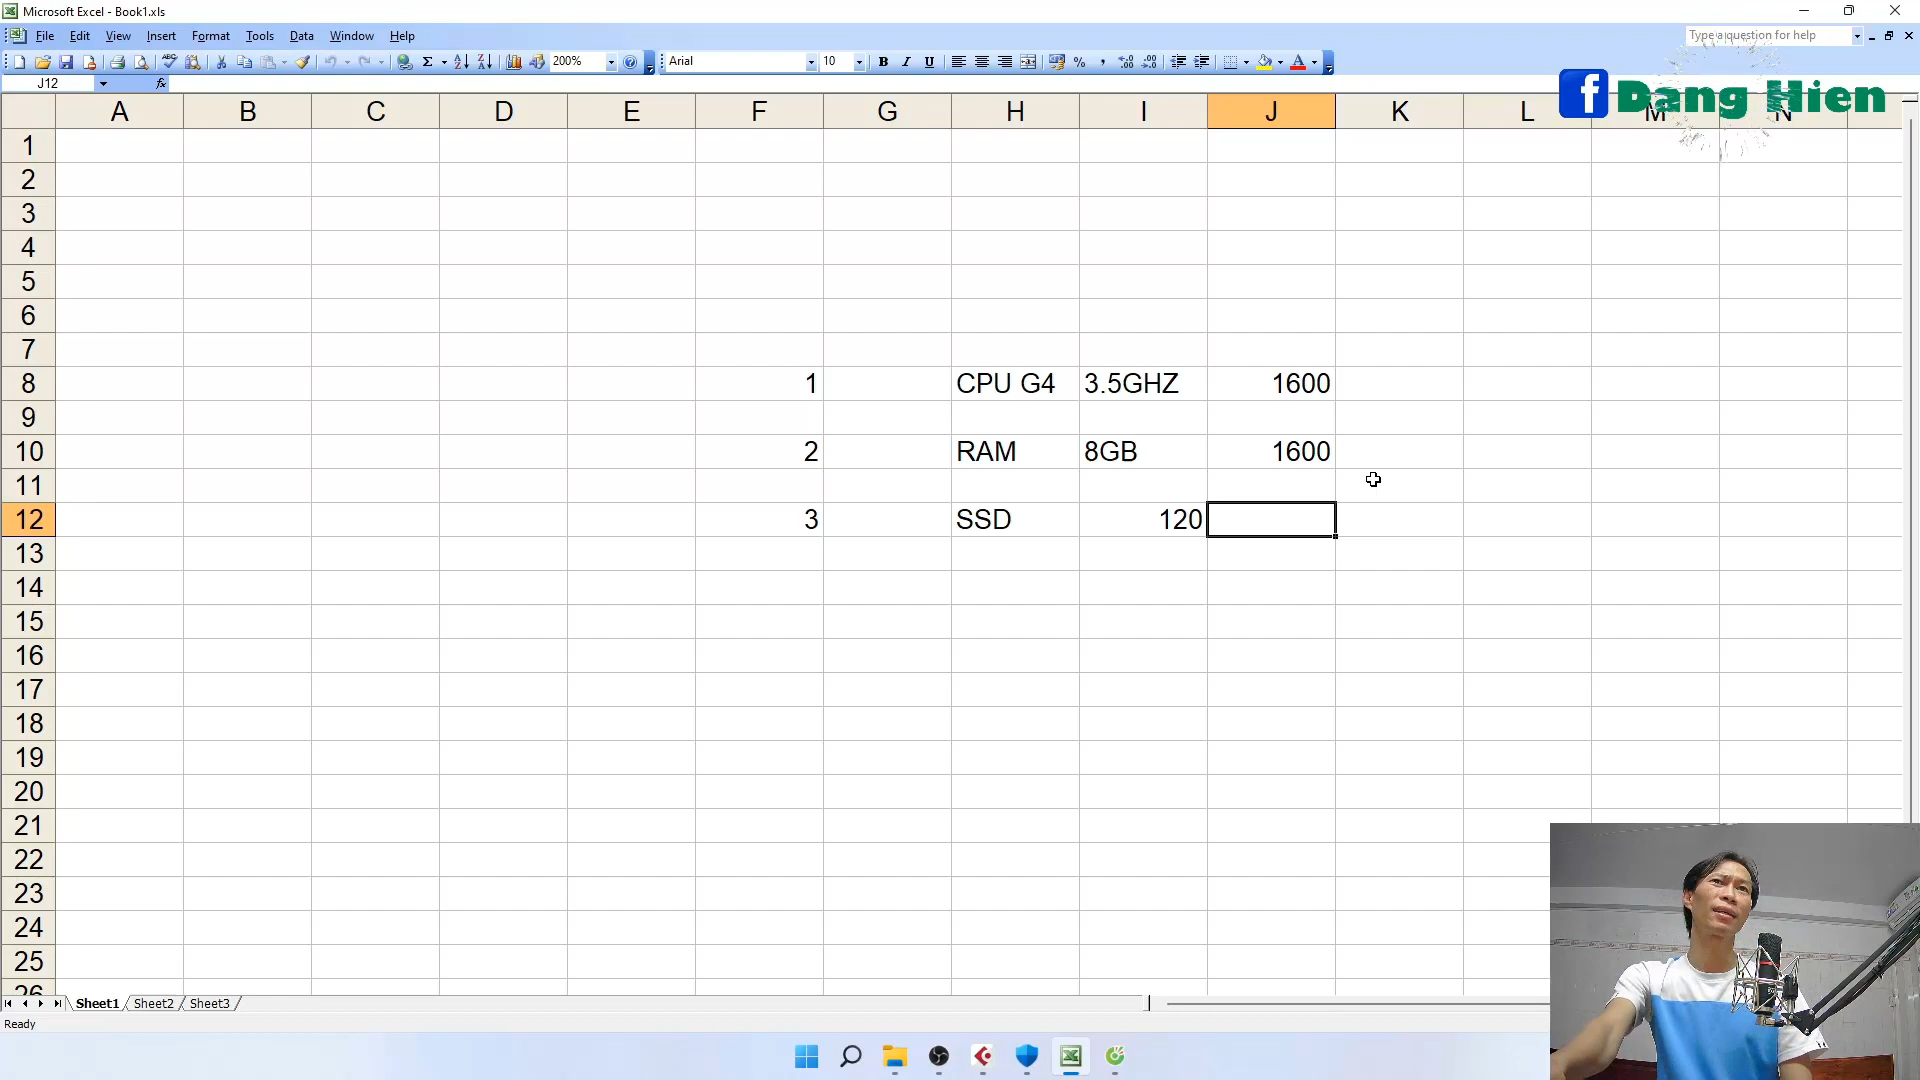 Microsoft Excel - Book1.xls
File Edit View Insert Format Tools Data Window Help
Type a question for help
200% Arial 10 B I U
J12 fx
f Dang Hien
A B C D E F G H I J K L M N
1
2
3
4
5
6
7
8 1 CPU G4 3.5GHZ 1600
9
10 2 RAM 8GB 1600
11
12 3 SSD 120
13
14
15
16
17
18
19
20
21
22
23
24
25
26
Sheet1 Sheet2 Sheet3
Ready